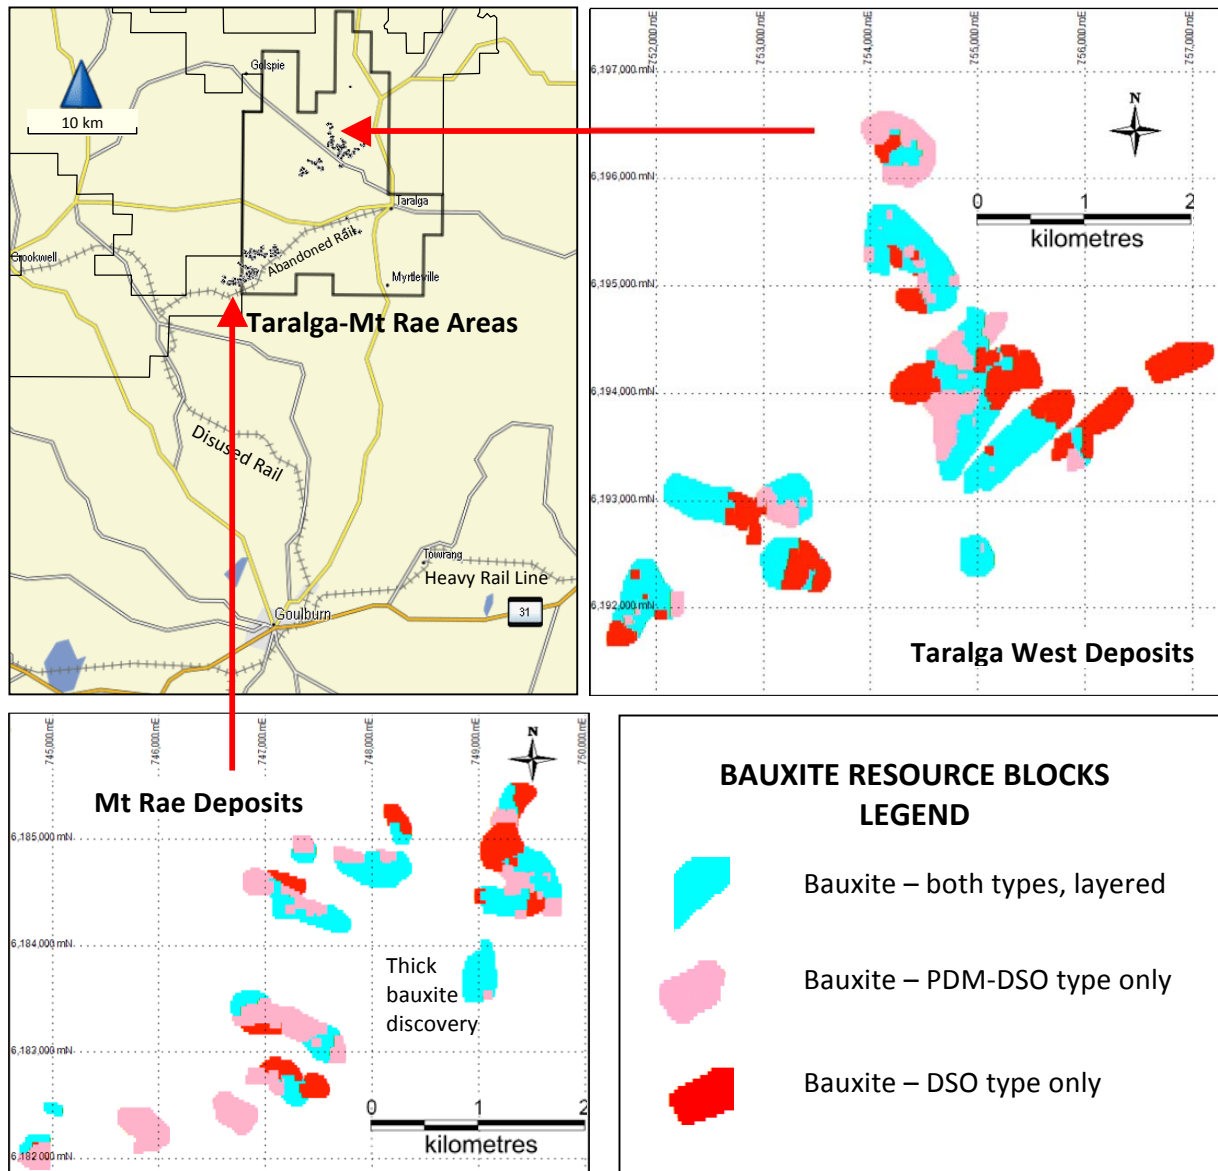 Golspie
10 km
Taralga
Crookwell
Abandoned Rail
Myrtleville
Taralga-Mt Rae Areas
Disused Rail
Towrang
Heavy Rail Line
31
Goulburn
752,000 mE
753,000 mE
754,000 mE
755,000 mE
756,000 mE
757,000 mE
6,197,000 mN
N
6,196,000 mN
0 1 2
kilometres
6,195,000 mN
6,194,000 mN
6,193,000 mN
6,192,000 mN
Taralga West Deposits
745,000 mE
746,000 mE
747,000 mE
748,000 mE
749,000 mE
750,000 mE
N
Mt Rae Deposits
6,185,000 mN
6,184,000 mN
Thick
bauxite
discovery
6,183,000 mN
0 1 2
kilometres
6,182,000 mN
BAUXITE RESOURCE BLOCKS
LEGEND
Bauxite – both types, layered
Bauxite – PDM-DSO type only
Bauxite – DSO type only